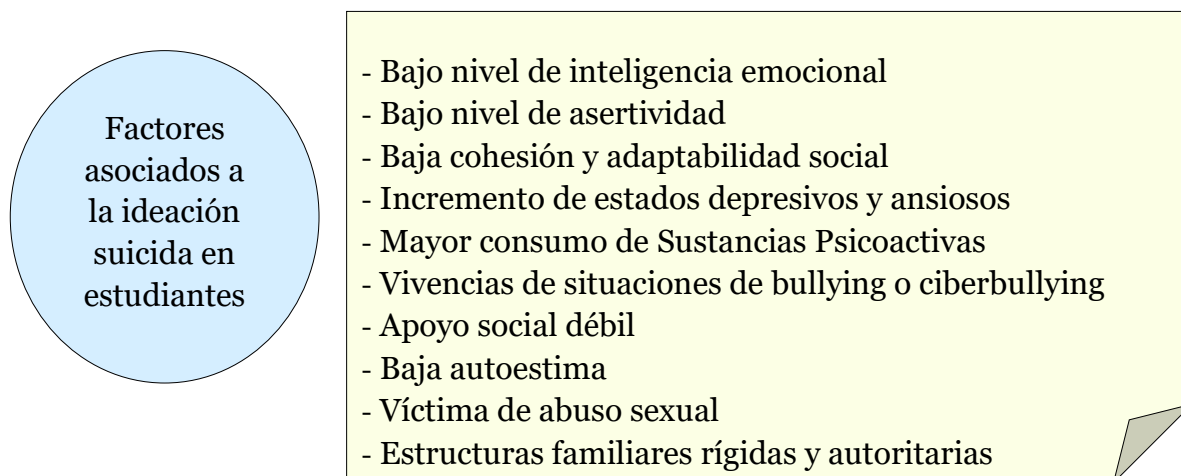 Factores
asociados a
la ideación
suicida en
estudiantes
- Bajo nivel de inteligencia emocional
- Bajo nivel de asertividad
- Baja cohesión y adaptabilidad social
- Incremento de estados depresivos y ansiosos
- Mayor consumo de Sustancias Psicoactivas
- Vivencias de situaciones de bullying o ciberbullying
- Apoyo social débil
- Baja autoestima
- Víctima de abuso sexual
- Estructuras familiares rígidas y autoritarias